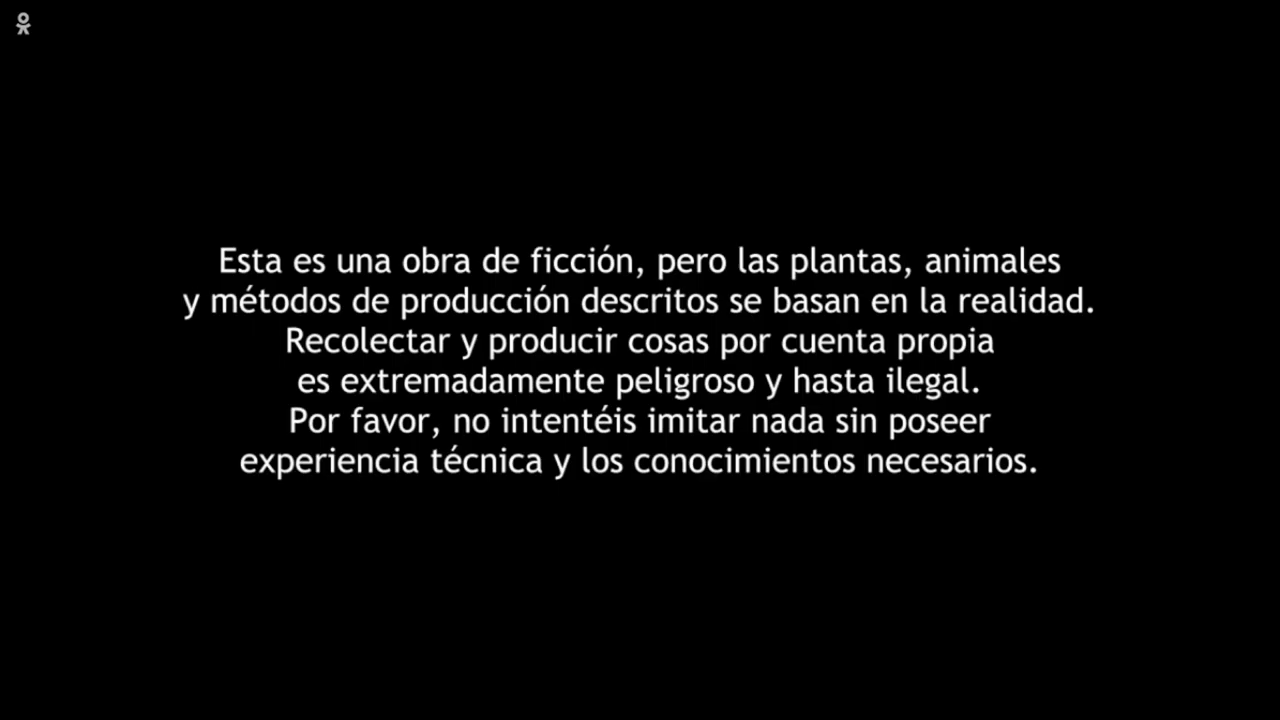 Esta es una obra de ficción, pero las plantas, animales
y métodos de producción descritos se basan en la realidad.
Recolectar y producir cosas por cuenta propia
es extremadamente peligroso y hasta ilegal.
Por favor, no intentéis imitar nada sin poseer
experiencia técnica y los conocimientos necesarios.